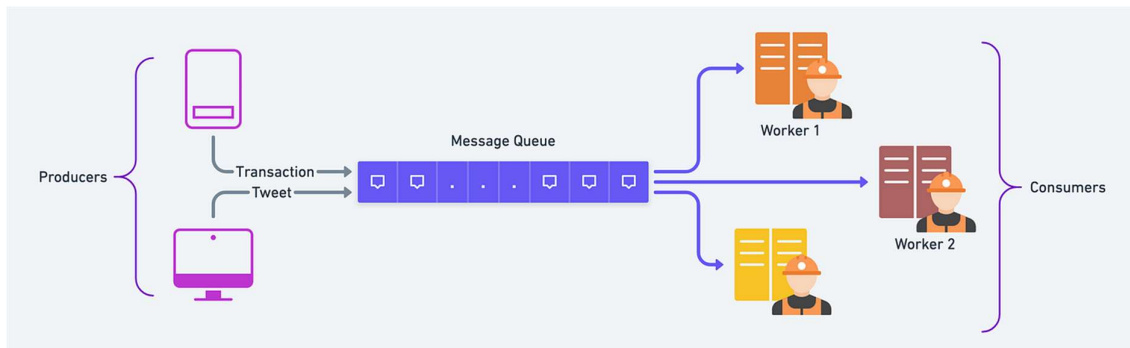 Producers
Transaction
Tweet
Message Queue
Worker 1
Worker 2
Consumers